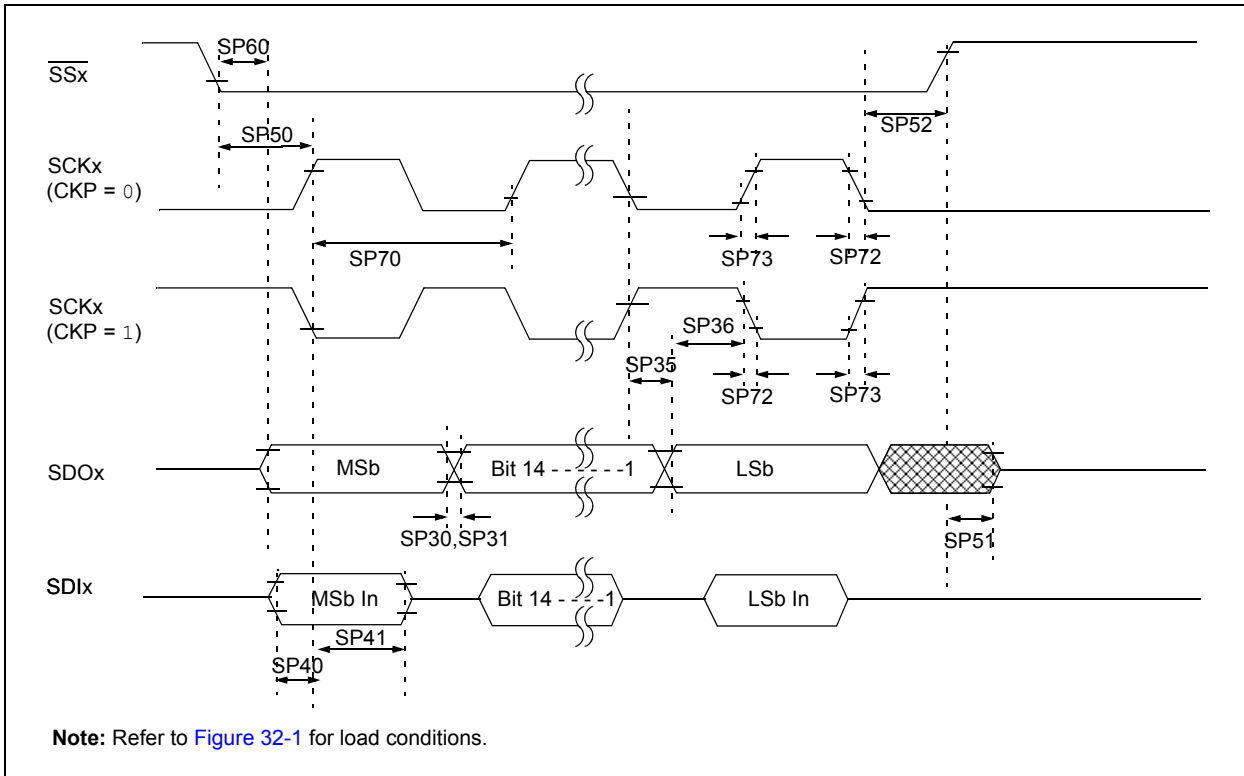 SP60
SSx
SP50
SP52
SCKx
(CKP = 0)
SP70
SP73
SP72
SCKx
(CKP = 1)
SP36
SP35
SP72
SP73
SDOx
MSb
Bit 14 - - - - - -1
LSb
SP30,SP31
SP51
SDIx
MSb In
Bit 14 - - - -1
LSb In
SP41
SP40
Note: Refer to Figure 32-1 for load conditions.